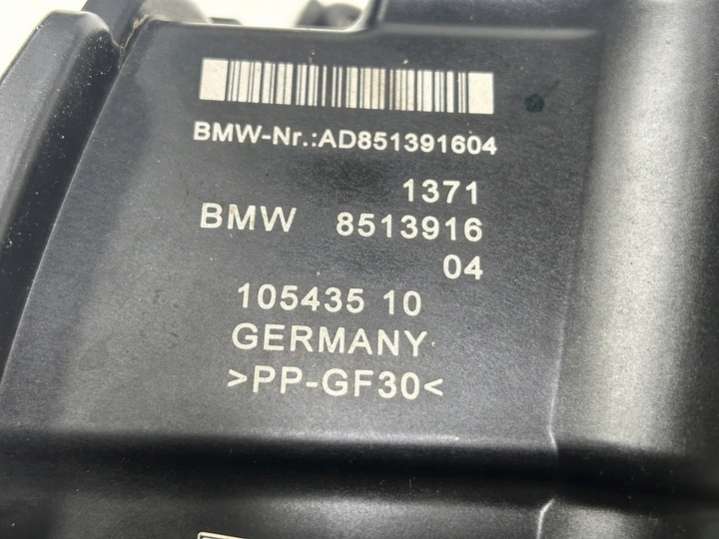 BMW-Nr.:AD851391604
1371
BMW 8513916
04
105435 10
GERMANY
>PP-GF30<